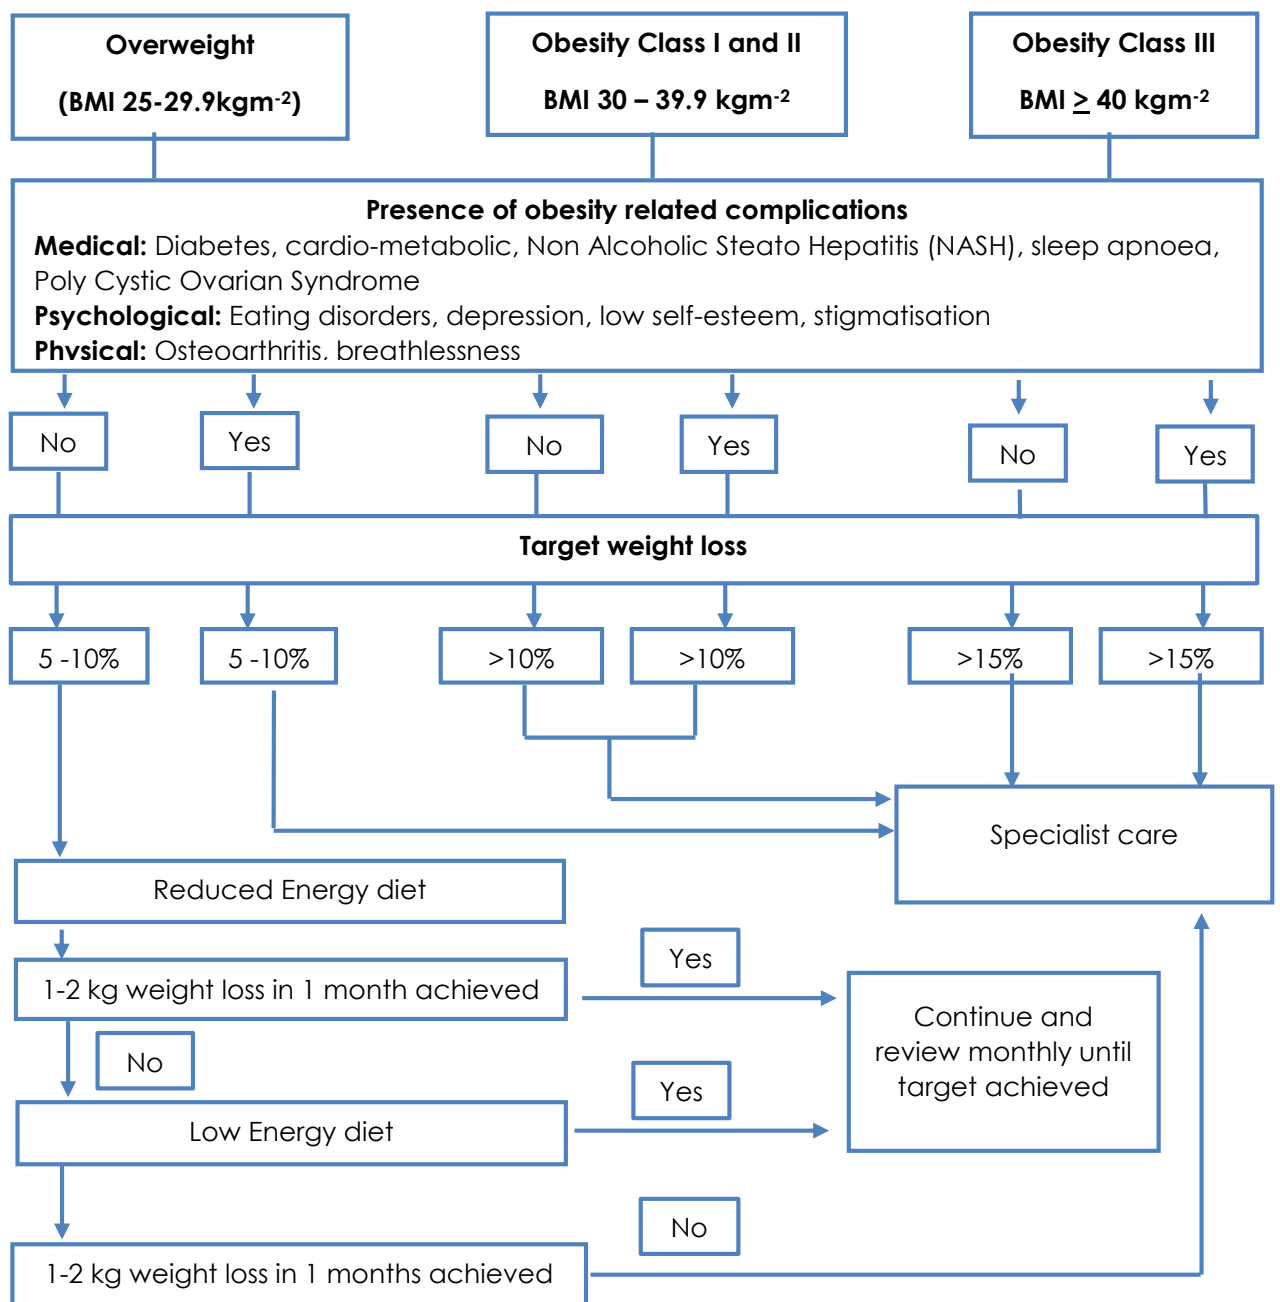 Overweight
(BMI 25-29.9kgm-2)
Obesity Class I and II
BMI 30 – 39.9 kgm-2
Obesity Class III
BMI ≥ 40 kgm-2
Presence of obesity related complications
Medical: Diabetes, cardio-metabolic, Non Alcoholic Steato Hepatitis (NASH), sleep apnoea,
Poly Cystic Ovarian Syndrome
Psychological: Eating disorders, depression, low self-esteem, stigmatisation
Physical: Osteoarthritis, breathlessness
No
Yes
No
Yes
No
Yes
Target weight loss
5 -10%
5 -10%
>10%
>10%
>15%
>15%
Specialist care
Reduced Energy diet
Yes
1-2 kg weight loss in 1 month achieved
Continue and
review monthly until
target achieved
No
Yes
Low Energy diet
No
1-2 kg weight loss in 1 months achieved